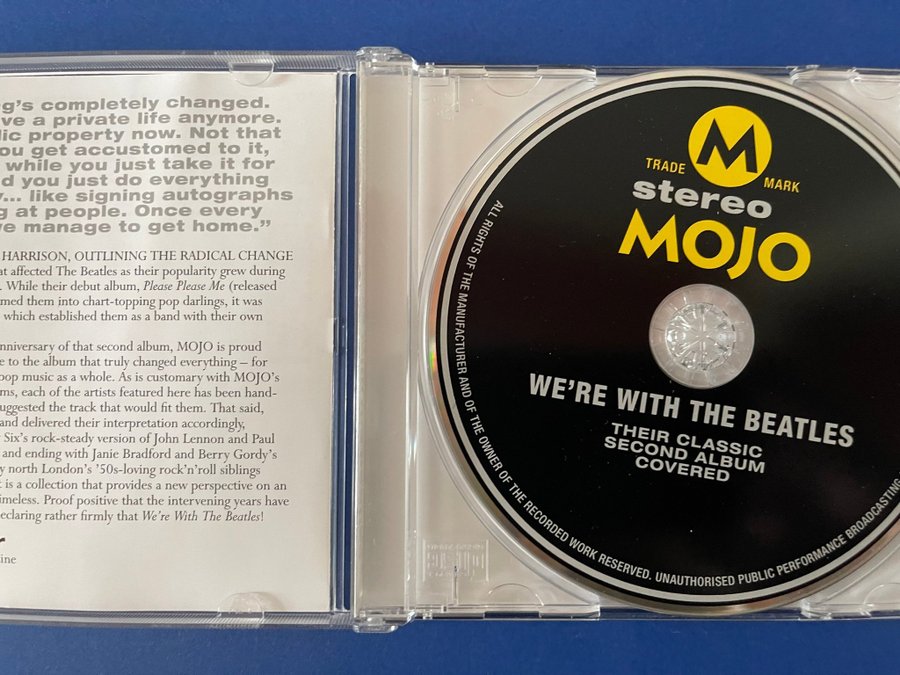 g's completely changed.
ve a private life anymore.
lic property now. Not that
ou get accustomed to it,
while you just take it for
d you just do everything
y... like signing autographs
g at people. Once every
we manage to get home."
HARRISON, OUTLINING THE RADICAL CHANGE
at affected The Beatles as their popularity grew during
. While their debut album, Please Please Me (released
med them into chart-topping pop darlings, it was
which established them as a band with their own
nniversary of that second album, MOJO is proud
e to the album that truly changed everything – for
pop music as a whole. As is customary with MOJO's
ms, each of the artists featured here has been hand-
uggested the track that would fit them. That said,
and delivered their interpretation accordingly,
Six's rock-steady version of John Lennon and Paul
and ending with Janie Bradford and Berry Gordy's
y north London's '50s-loving rock'n'roll siblings
t is a collection that provides a new perspective on an
timeless. Proof positive that the intervening years have
eclaring rather firmly that We're With The Beatles!
r
ine
M
TRADE MARK
stereo
MOJO
WE'RE WITH THE BEATLES
THEIR CLASSIC
SECOND ALBUM
COVERED
ALL RIGHTS OF THE MANUFACTURER AND OF THE OWNER OF THE RECORDED WORK RESERVED. UNAUTHORISED PUBLIC PERFORMANCE BROADCASTING